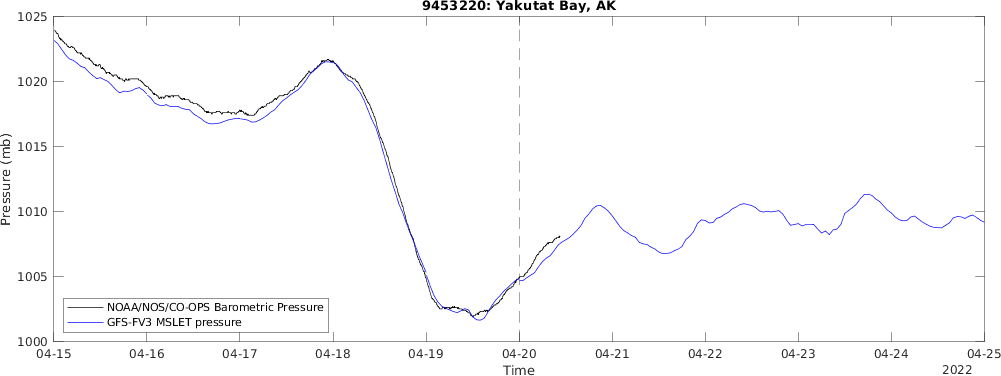 9453220: Yakutat Bay, AK
1025
1020
1015
1010
1005
1000
Pressure (mb)
NOAA/NOS/CO-OPS Barometric Pressure
GFS-FV3 MSLET pressure
04-15 04-16 04-17 04-18 04-19 04-20 04-21 04-22 04-23 04-24 04-25
Time
2022